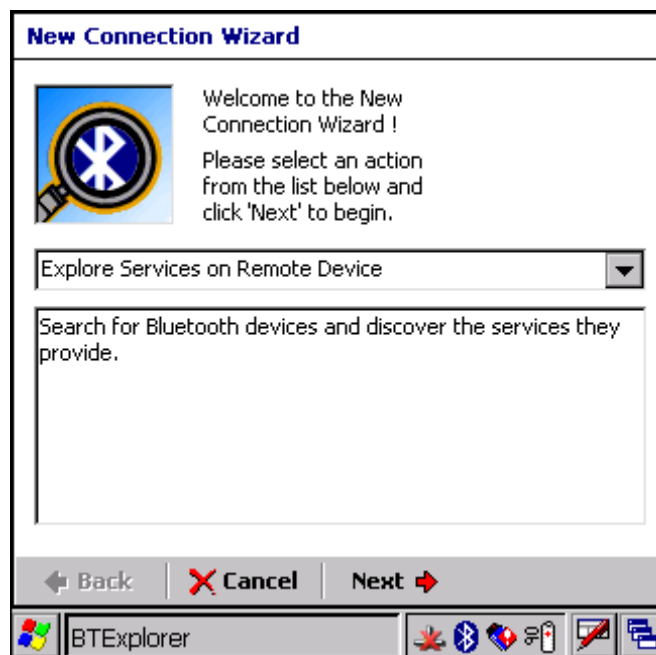 New Connection Wizard
Welcome to the New
Connection Wizard !
Please select an action
from the list below and
click 'Next' to begin.
Explore Services on Remote Device
Search for Bluetooth devices and discover the services they
provide.
Back
Cancel
Next
BTExplorer